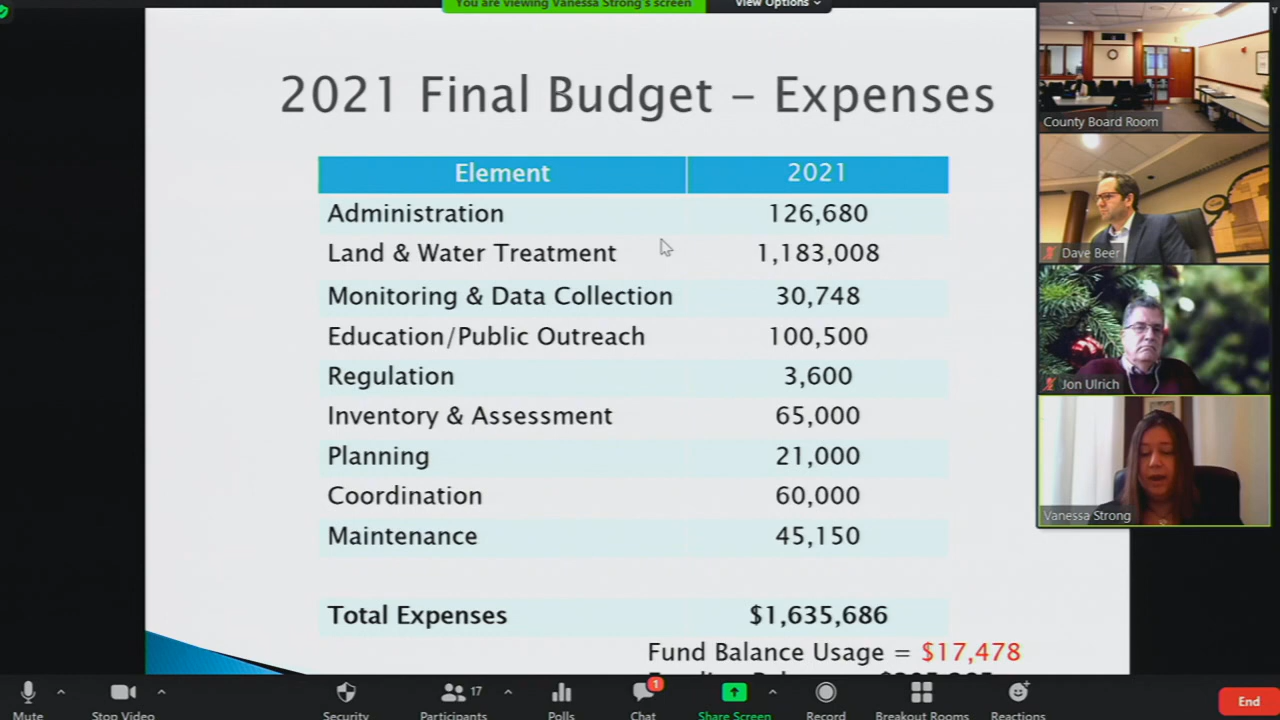 You are viewing Vanessa Strong's screen
View Options
2021 Final Budget – Expenses
Element 2021
Administration 126,680
Land & Water Treatment 1,183,008
Monitoring & Data Collection 30,748
Education/Public Outreach 100,500
Regulation 3,600
Inventory & Assessment 65,000
Planning 21,000
Coordination 60,000
Maintenance 45,150
Total Expenses $1,635,686
Fund Balance Usage = $17,478
County Board Room
Dave Beer
Jon Ulrich
Vanessa Strong
Mute
Stop Video
Security
17
Participants
Polls
1
Chat
Share Screen
Record
Breakout Rooms
Reactions
End